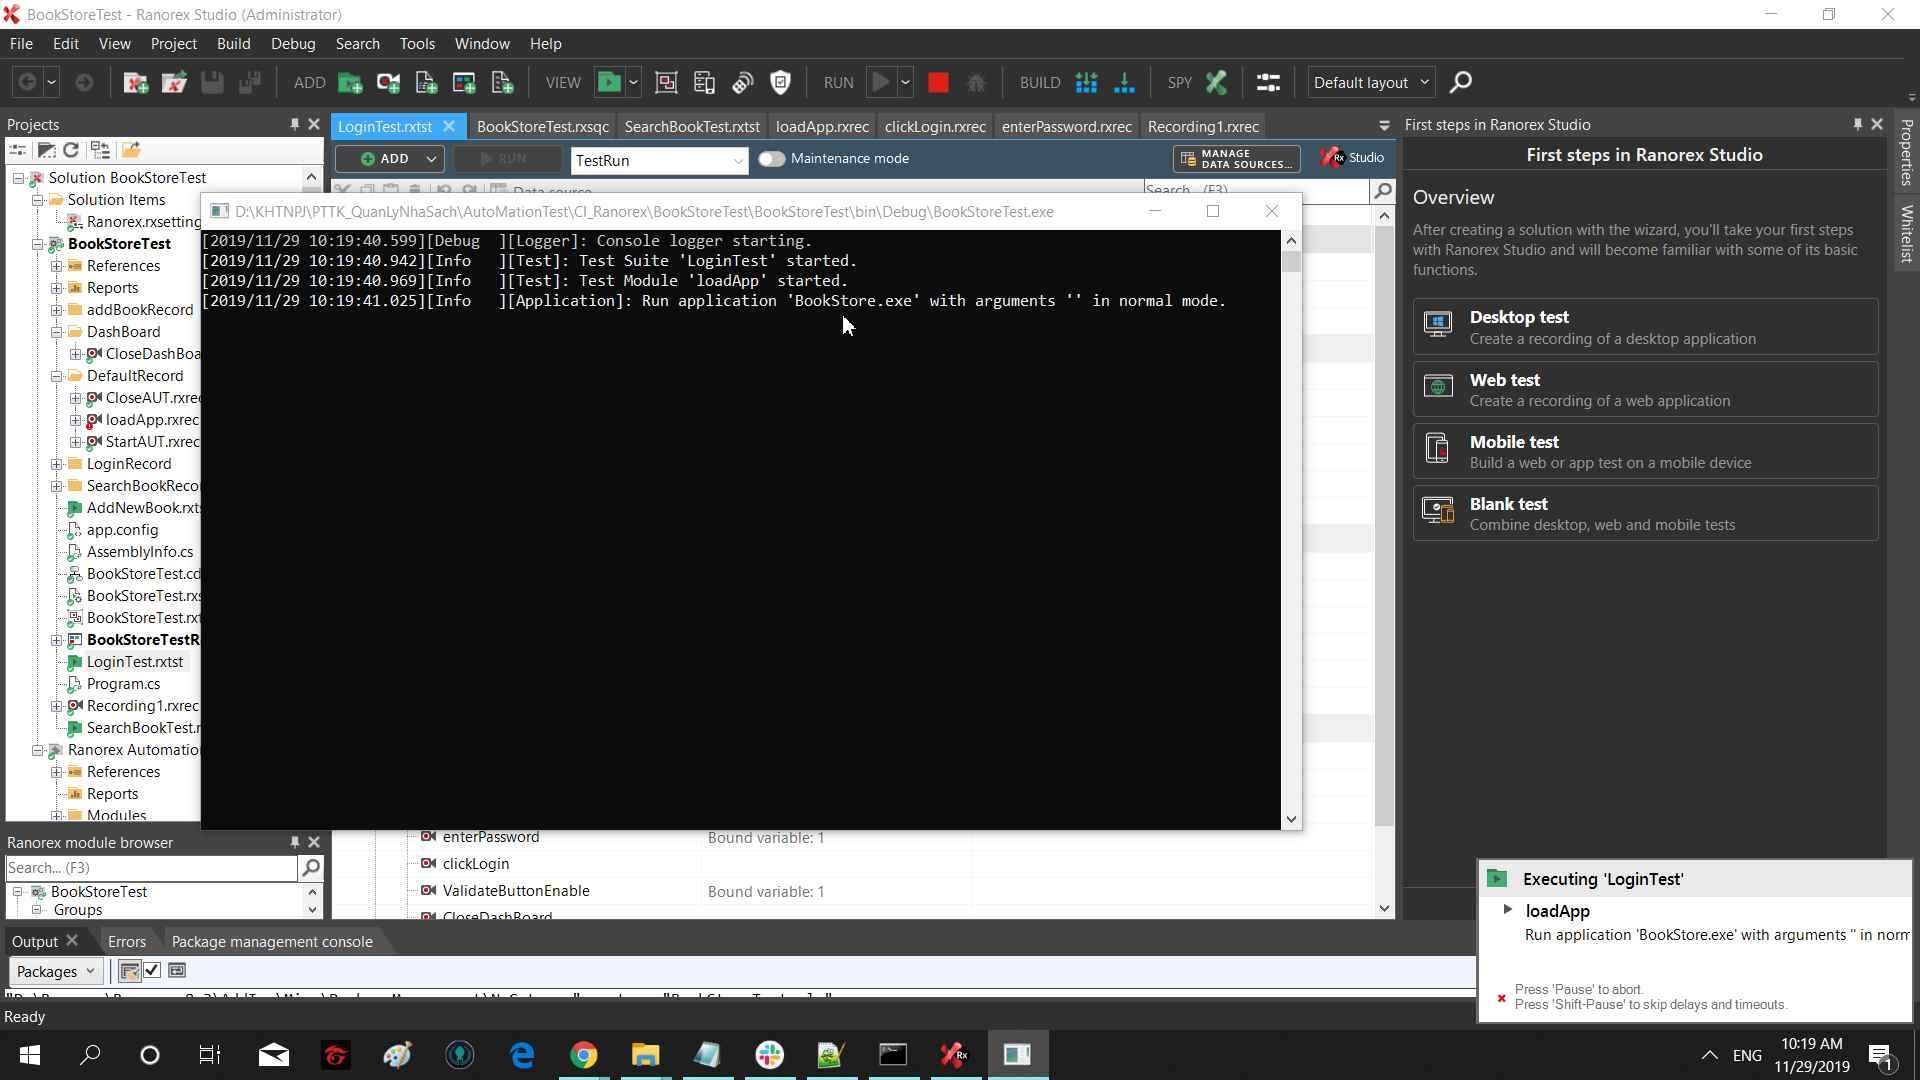 BookStoreTest - Ranorex Studio (Administrator)
File Edit View Project Build Debug Search Tools Window Help
ADD VIEW RUN BUILD SPY Default layout
Projects
LoginTest.rxtst BookStoreTest.rxsqc SearchBookTest.rxtst loadApp.rxrec clickLogin.rxrec enterPassword.rxrec Recording1.rxrec
First steps in Ranorex Studio
Properties
Whitelist
ADD RUN TestRun Maintenance mode
MANAGE
DATA SOURCES...
Rx Studio
First steps in Ranorex Studio
Data source
Search (F3)
Solution BookStoreTest
Solution Items
Ranorex.rxsetting
BookStoreTest
References
Reports
addBookRecord
DashBoard
CloseDashBoa
DefaultRecord
CloseAUT.rxrec
loadApp.rxrec
StartAUT.rxrec
LoginRecord
SearchBookReco
AddNewBook.rxts
app.config
AssemblyInfo.cs
BookStoreTest.cd
BookStoreTest.rxs
BookStoreTest.rxt
BookStoreTestR
LoginTest.rxtst
Program.cs
Recording1.rxrec
SearchBookTest.r
Ranorex Automatio
References
Reports
Modules
D:\KHTNPJ\PTTK_QuanLyNhaSach\AutoMationTest\CI_Ranorex\BookStoreTest\BookStoreTest\bin\Debug\BookStoreTest.exe
[2019/11/29 10:19:40.599][Debug  ][Logger]: Console logger starting.
[2019/11/29 10:19:40.942][Info   ][Test]: Test Suite 'LoginTest' started.
[2019/11/29 10:19:40.969][Info   ][Test]: Test Module 'loadApp' started.
[2019/11/29 10:19:41.025][Info   ][Application]: Run application 'BookStore.exe' with arguments '' in normal mode.
Overview
After creating a solution with the wizard, you'll take your first steps
with Ranorex Studio and will become familiar with some of its basic
functions.
Desktop test
Create a recording of a desktop application
Web test
Create a recording of a web application
Mobile test
Build a web or app test on a mobile device
Blank test
Combine desktop, web and mobile tests
Ranorex module browser
Search... (F3)
BookStoreTest
Groups
enterPassword Bound variable: 1
clickLogin
ValidateButtonEnable Bound variable: 1
CloseDashBoard
Executing 'LoginTest'
loadApp
Run application 'BookStore.exe' with arguments '' in norm
Press 'Pause' to abort.
Press 'Shift-Pause' to skip delays and timeouts.
Output Errors Package management console
Packages
Ready
ENG
10:19 AM
11/29/2019
1